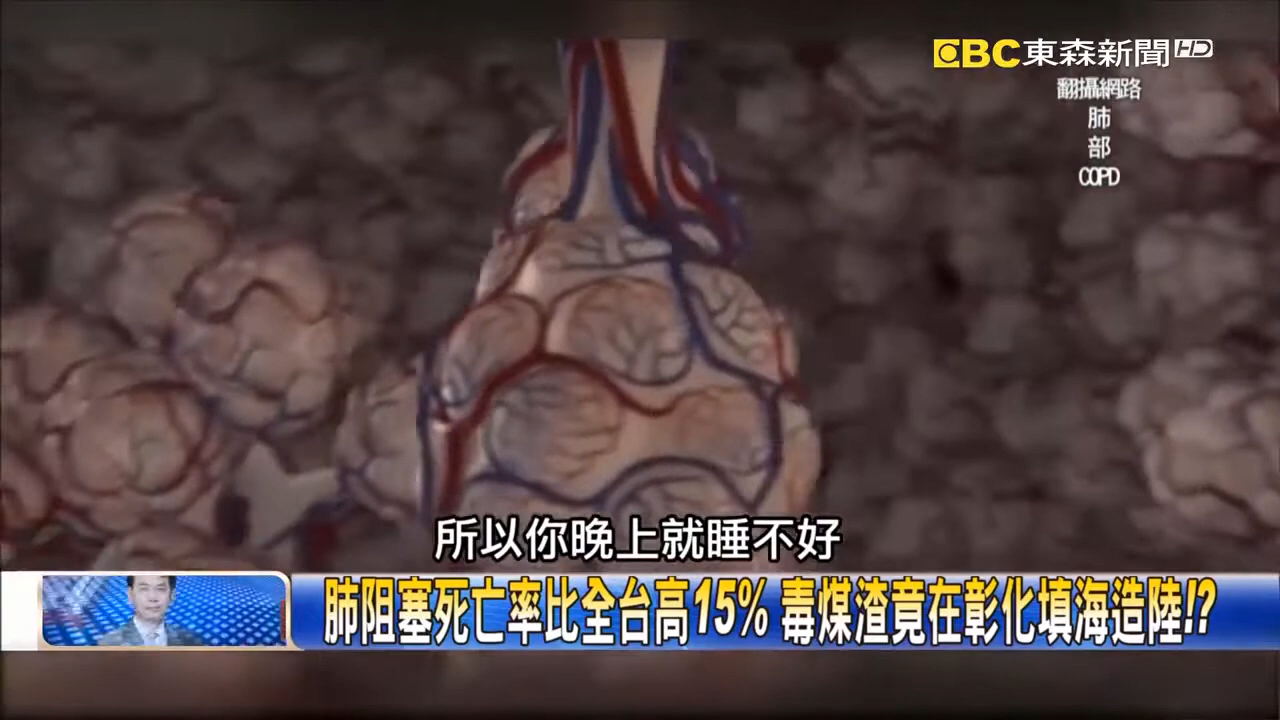 EBC東森新聞HD
翻攝網路
肺
部
COPD
所以你晚上就睡不好
肺阻塞死亡率比全台高15% 毒煤渣竟在彰化填海造陸!?